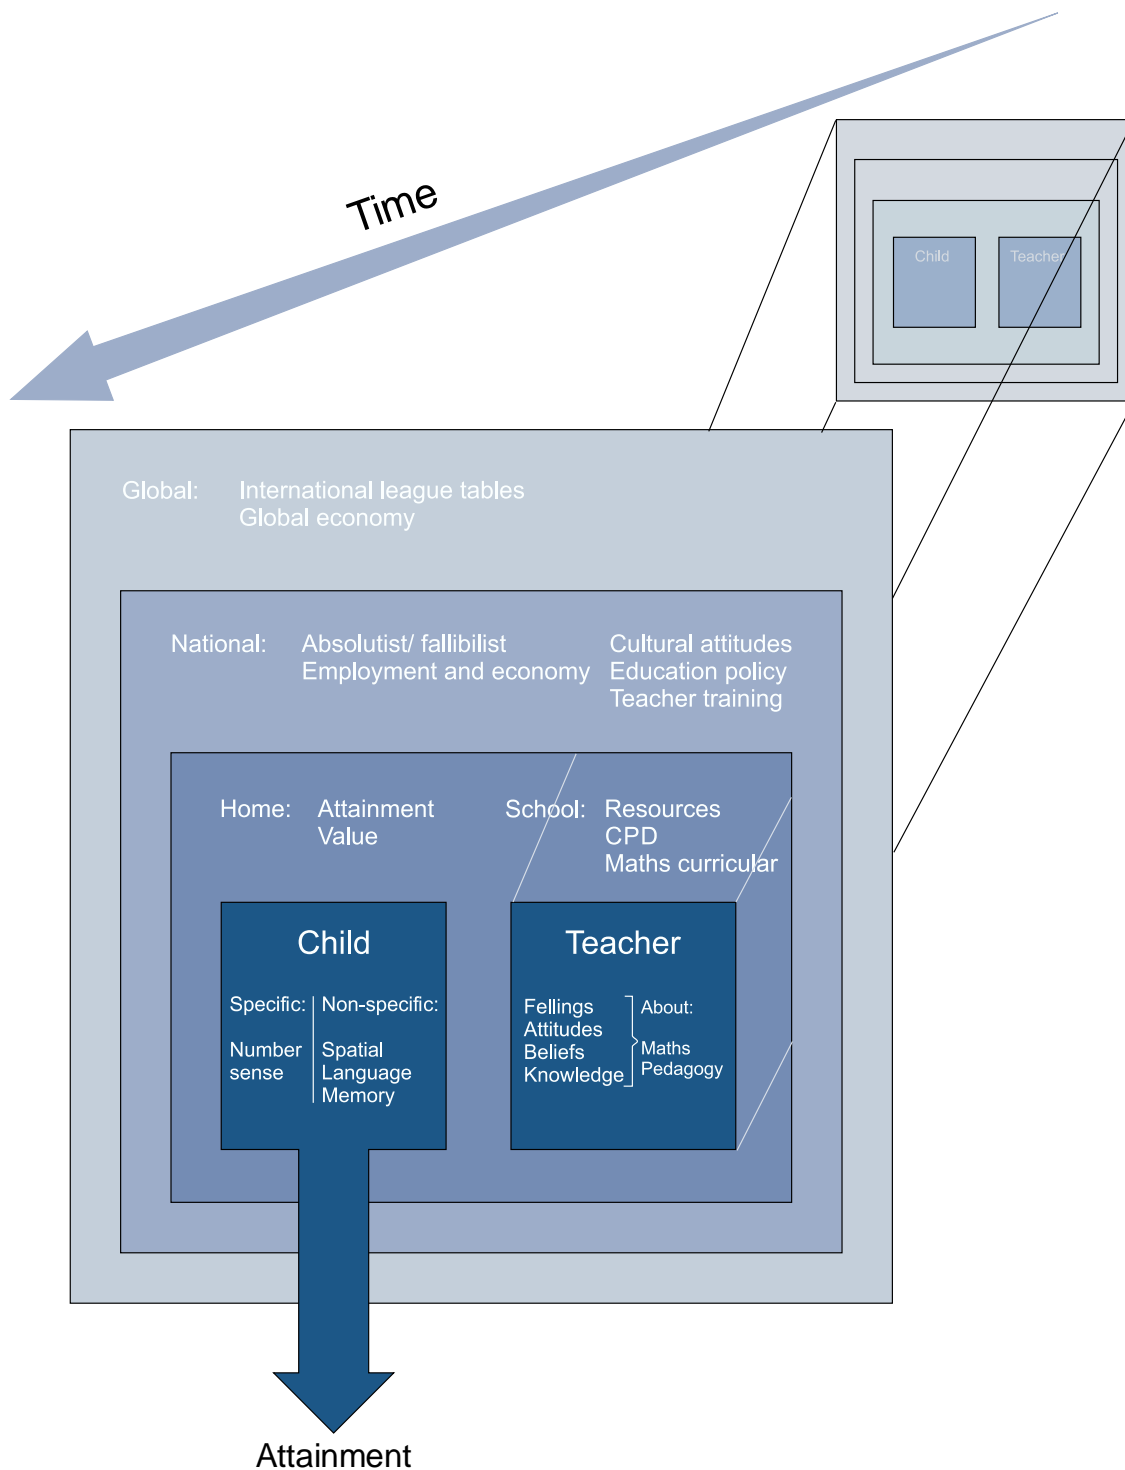 Time
Child
Teacher
Global:
International league tables
Global economy
National:
Absolutist/ fallibilist
Employment and economy
Cultural attitudes
Education policy
Teacher training
Home:
Attainment
Value
School:
Resources
CPD
Maths curricular
Child
Specific:
Number
sense
Non-specific:
Spatial
Language
Memory
Teacher
Fellings
Attitudes
Beliefs
Knowledge
About:
Maths
Pedagogy
Attainment